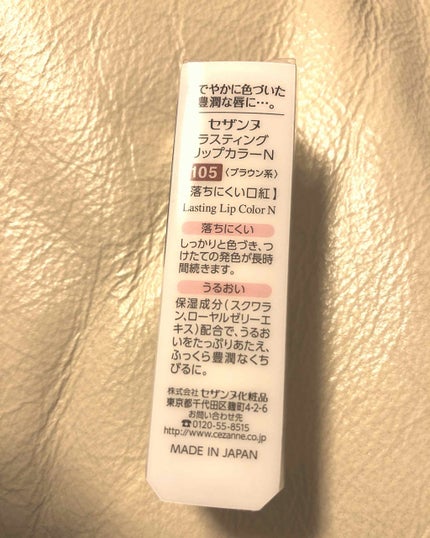 でやかに色づいた
豊潤な唇に…。
セザンヌ
ラスティング
リップカラーN
105 〈ブラウン系〉
落ちにくい口紅】
Lasting Lip Color N
落ちにくい
しっかりと色づき、つ
けたての発色が長時
間続きます。
うるおい
保湿成分(スクワラ
ン、ローヤルゼリーエ
キス)配合で、うるお
いをたっぷりあたえ、
ふっくら豊潤なくち
びるに。
株式会社セザンヌ化粧品
東京都千代田区麹町4-2-6
お問い合わせ先
☎0120-55-8515
http://www.cezanne.co.jp
MADE IN JAPAN